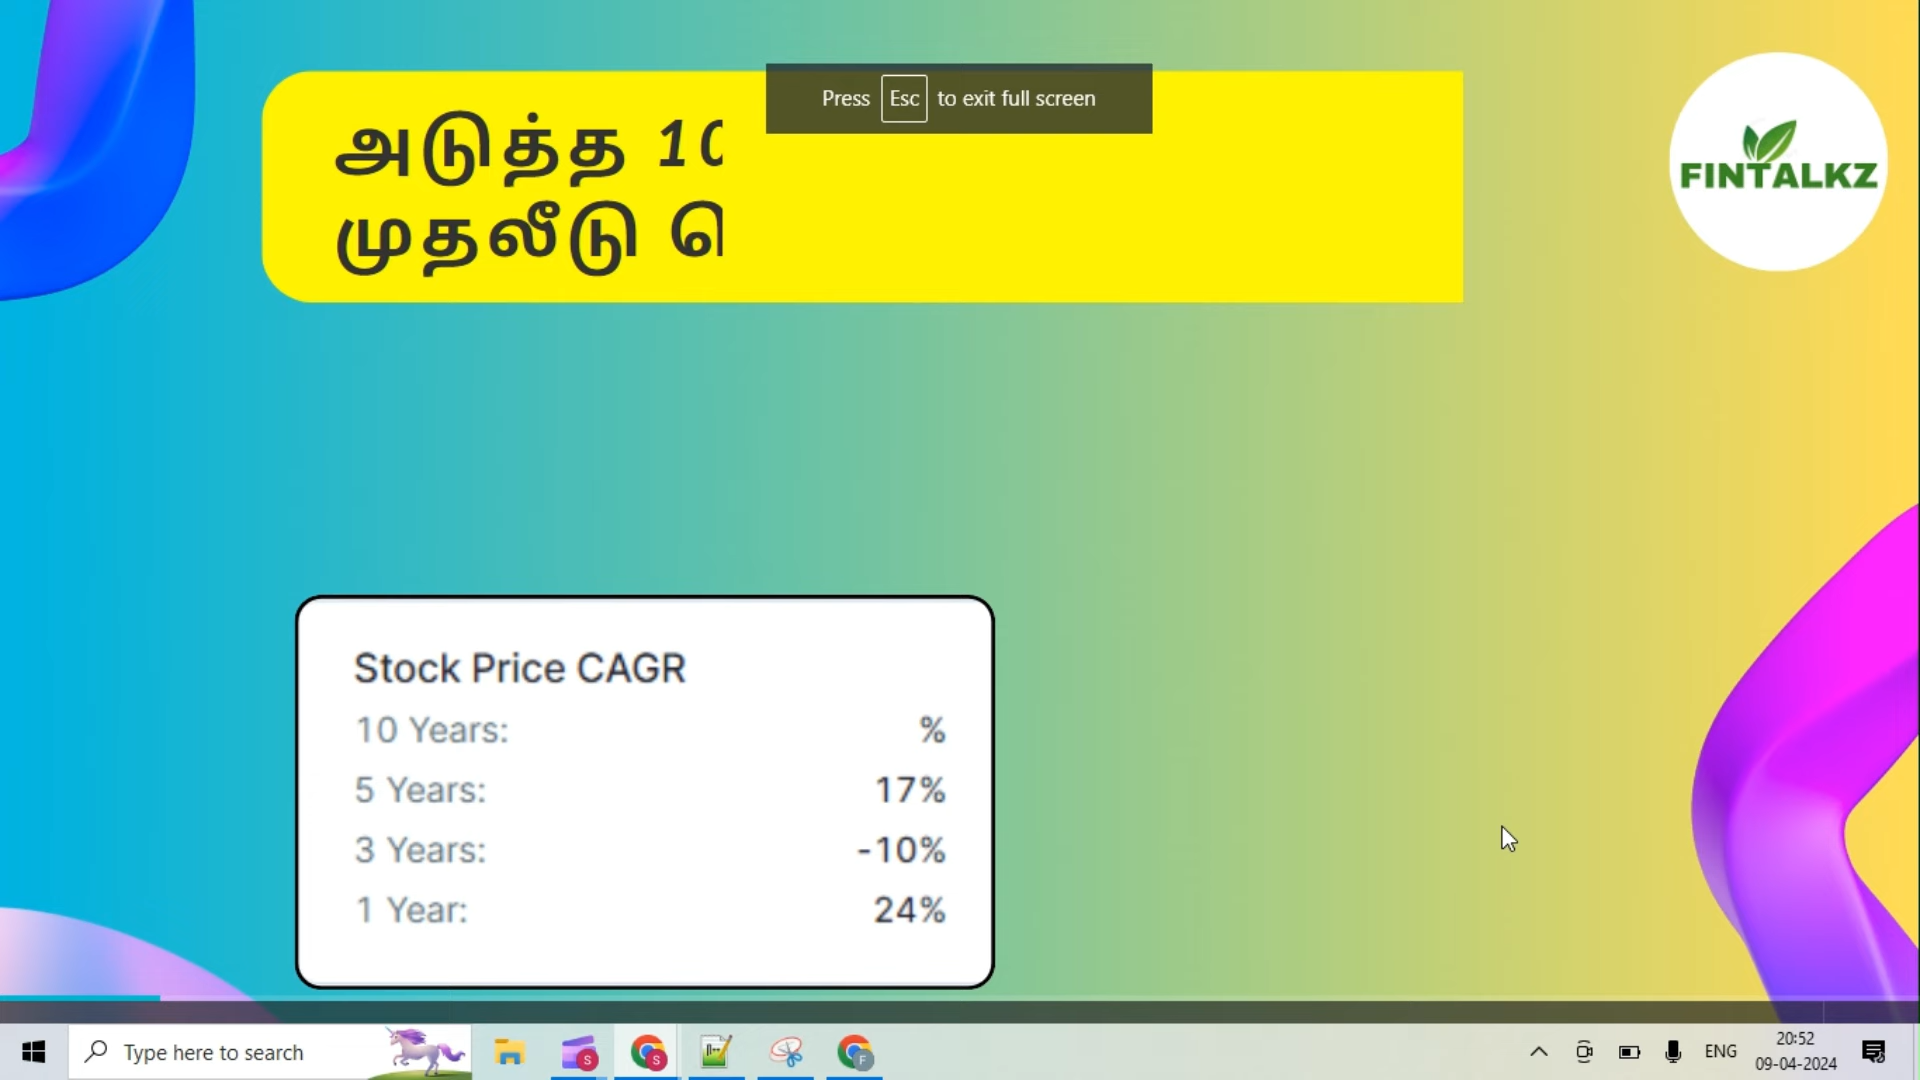 Press Esc to exit full screen
அடுத்த 10
முதலீடு
FINTALKZ
Stock Price CAGR
10 Years: %
5 Years: 17%
3 Years: -10%
1 Year: 24%
Type here to search
ENG
20:52
09-04-2024